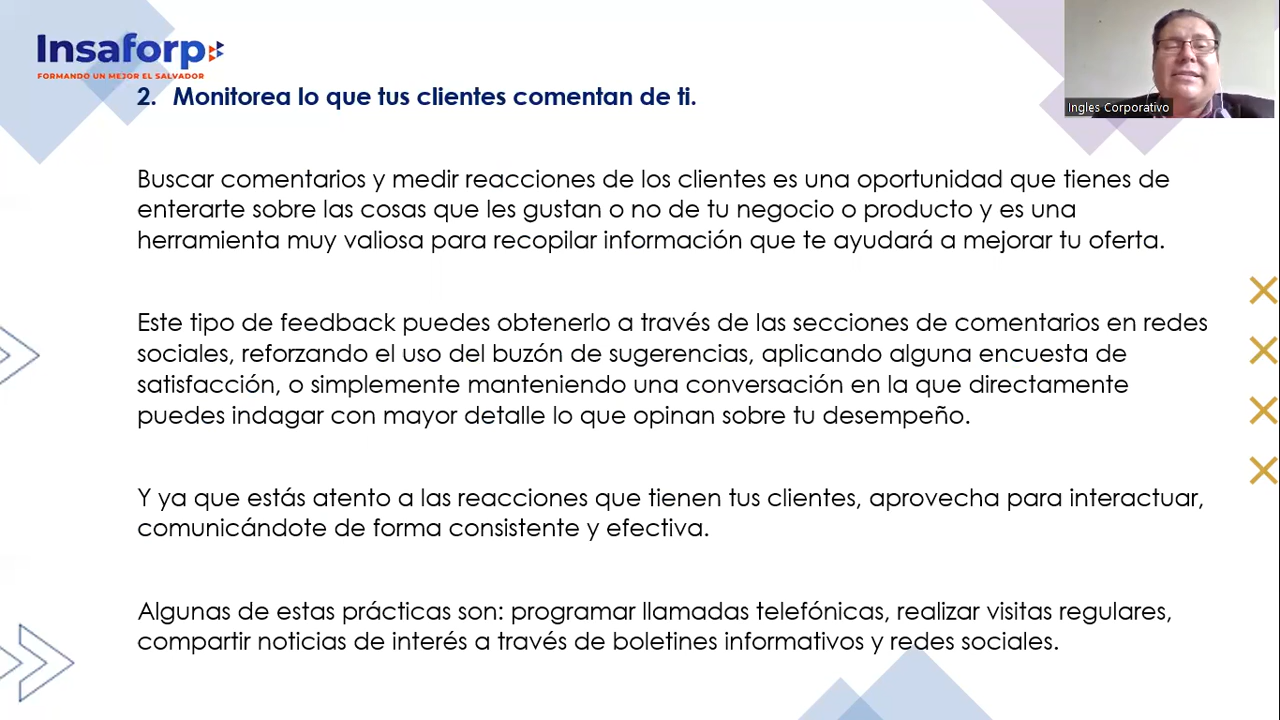 Insaforp
FORMANDO UN MEJOR EL SALVADOR
Ingles Corporativo
2. Monitorea lo que tus clientes comentan de ti.
Buscar comentarios y medir reacciones de los clientes es una oportunidad que tienes de
enterarte sobre las cosas que les gustan o no de tu negocio o producto y es una
herramienta muy valiosa para recopilar información que te ayudará a mejorar tu oferta.
Este tipo de feedback puedes obtenerlo a través de las secciones de comentarios en redes
sociales, reforzando el uso del buzón de sugerencias, aplicando alguna encuesta de
satisfacción, o simplemente manteniendo una conversación en la que directamente
puedes indagar con mayor detalle lo que opinan sobre tu desempeño.
Y ya que estás atento a las reacciones que tienen tus clientes, aprovecha para interactuar,
comunicándote de forma consistente y efectiva.
Algunas de estas prácticas son: programar llamadas telefónicas, realizar visitas regulares,
compartir noticias de interés a través de boletines informativos y redes sociales.